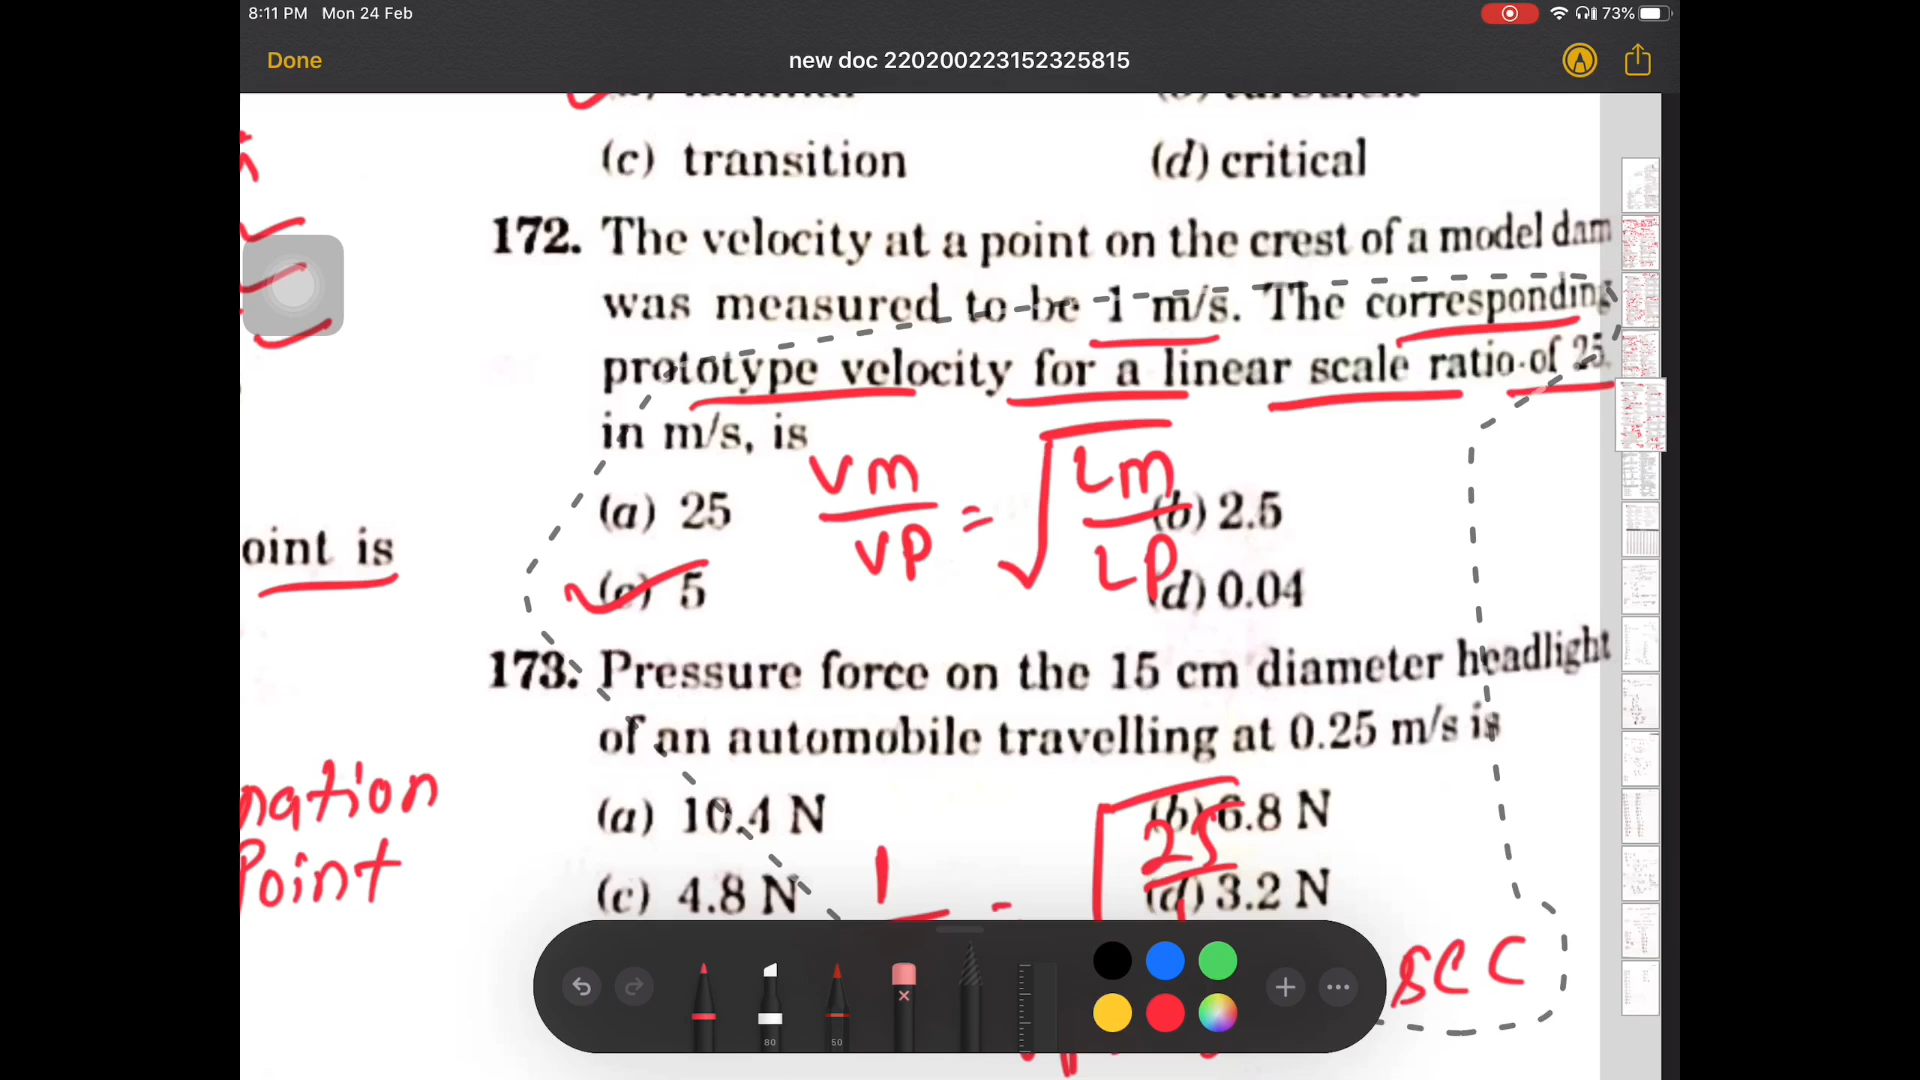 8:11 PM Mon 24 Feb
73%
Done
new doc 220200223152325815
(c) transition
(d) critical
172. The velocity at a point on the crest of a model dam
was measured to be 1 m/s. The corresponding
prototype velocity for a linear scale ratio of 25
in m/s, is
vm
vp
=
Lm
Lp
(a) 25
(b) 2.5
(c) 5
(d) 0.04
oint is
173. Pressure force on the 15 cm diameter headlight
of an automobile travelling at 0.25 m/s is
nation
Point
(a) 10.4 N
(b) 6.8 N
25
1
(c) 4.8 N
(d) 3.2 N
1
=
sec
80
50